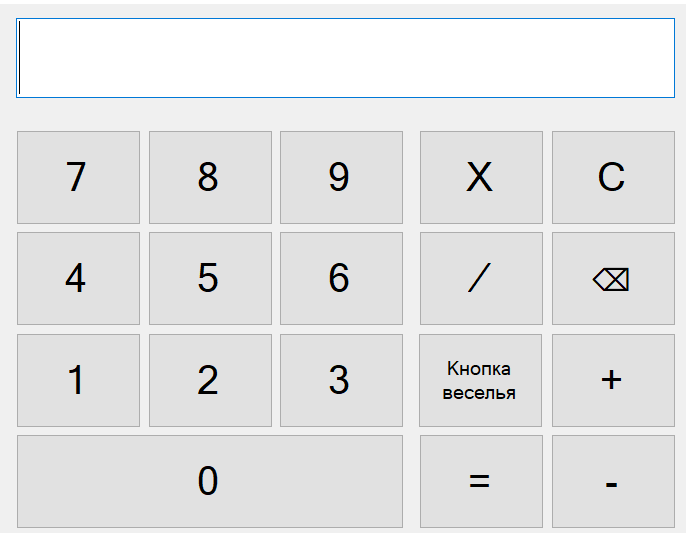 7 8 9 X C
4 5 6 / ⌫
1 2 3 Кнопка
веселья +
0 = -